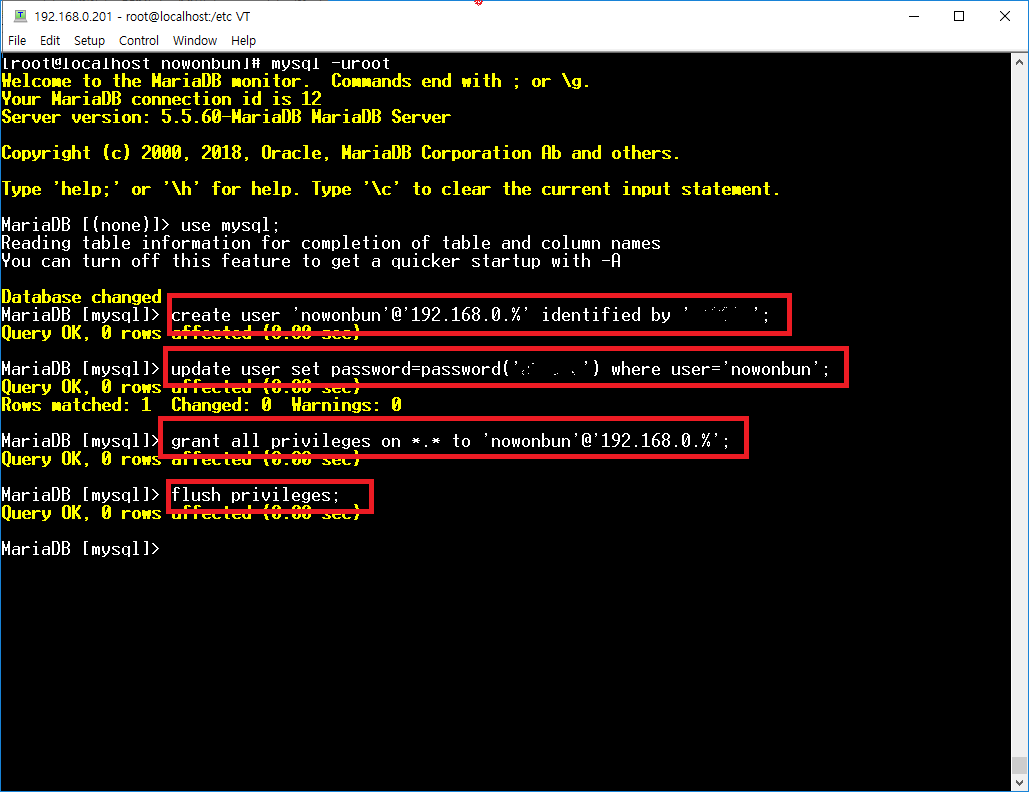 192.168.0.201 - root@localhost:/etc VT
File Edit Setup Control Window Help
[root@localhost nowonbun]# mysql -uroot
Welcome to the MariaDB monitor.  Commands end with ; or \g.
Your MariaDB connection id is 12
Server version: 5.5.60-MariaDB MariaDB Server
Copyright (c) 2000, 2018, Oracle, MariaDB Corporation Ab and others.
Type 'help;' or '\h' for help. Type '\c' to clear the current input statement.
MariaDB [(none)]> use mysql;
Reading table information for completion of table and column names
You can turn off this feature to get a quicker startup with -A
Database changed
MariaDB [mysql]> create user 'nowonbun'@'192.168.0.%' identified by ' ';
Query OK, 0 rows affected (0.00 sec)
MariaDB [mysql]> update user set password=password(' ') where user='nowonbun';
Query OK, 0 rows affected (0.00 sec)
Rows matched: 1  Changed: 0  Warnings: 0
MariaDB [mysql]> grant all privileges on *.* to 'nowonbun'@'192.168.0.%';
Query OK, 0 rows affected (0.00 sec)
MariaDB [mysql]> flush privileges;
Query OK, 0 rows affected (0.00 sec)
MariaDB [mysql]>